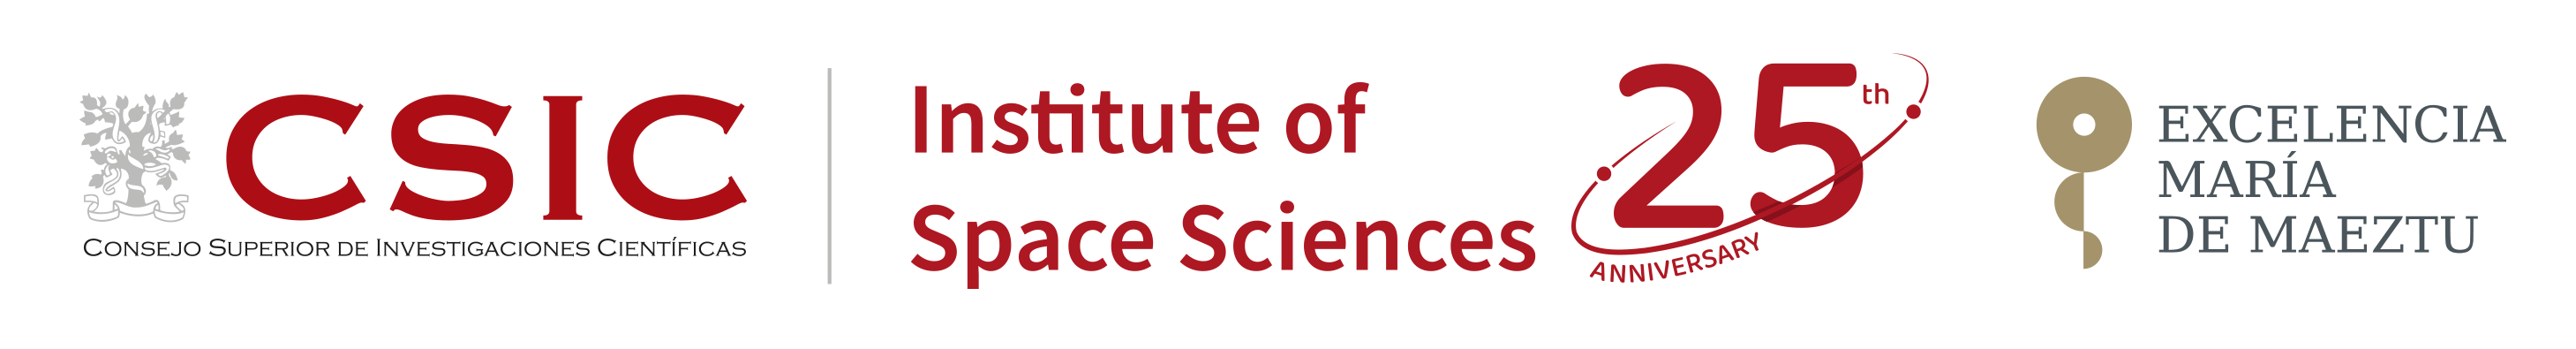 CSIC
CONSEJO SUPERIOR DE INVESTIGACIONES CIENTÍFICAS
Institute of
Space Sciences
25th
ANNIVERSARY
EXCELENCIA
MARÍA
DE MAEZTU